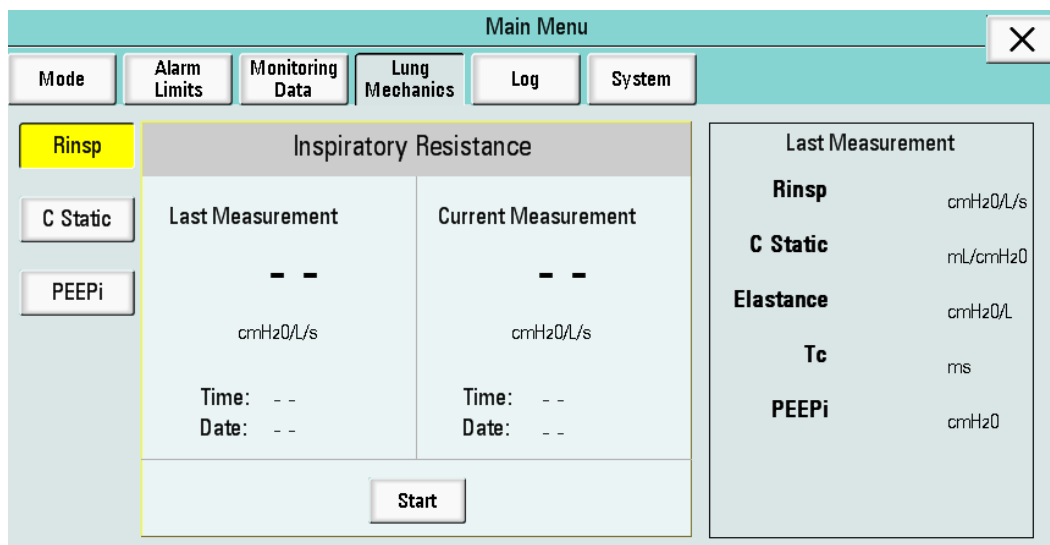 Main Menu
Mode
Alarm
Limits
Monitoring
Data
Lung
Mechanics
Log
System
Rinsp
C Static
PEEPi
Inspiratory Resistance
Last Measurement
- -
cmH2O/L/s
Time: - -
Date: - -
Current Measurement
- -
cmH2O/L/s
Time: - -
Date: - -
Start
Last Measurement
Rinsp cmH2O/L/s
C Static mL/cmH2O
Elastance cmH2O/L
Tc ms
PEEPi cmH2O